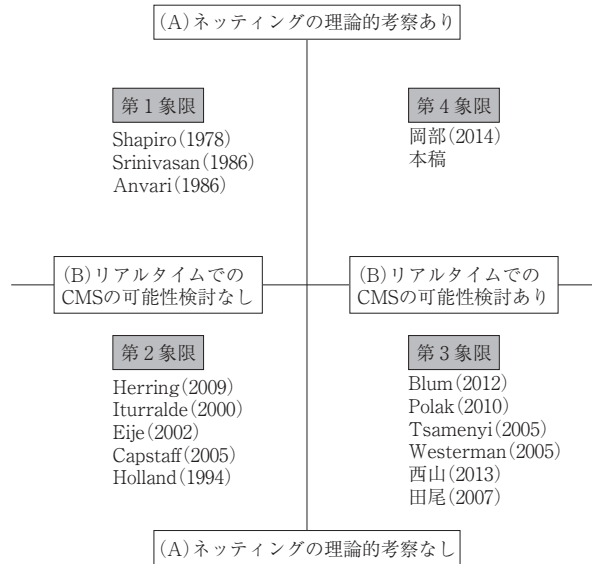 (A)ネッティングの理論的考察あり
第1象限
Shapiro(1978)
Srinivasan(1986)
Anvari(1986)
第4象限
岡部(2014)
本稿
(B)リアルタイムでの
CMSの可能性検討なし
(B)リアルタイムでの
CMSの可能性検討あり
第2象限
Herring(2009)
Iturralde(2000)
Eije(2002)
Capstaff(2005)
Holland(1994)
第3象限
Blum(2012)
Polak(2010)
Tsamenyi(2005)
Westerman(2005)
西山(2013)
田尾(2007)
(A)ネッティングの理論的考察なし